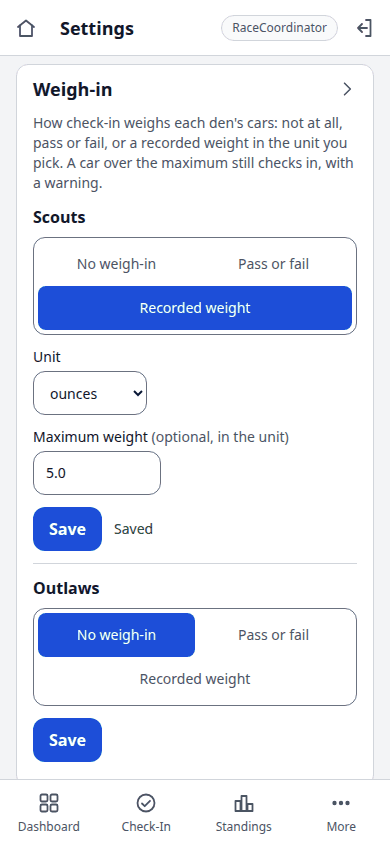 Settings
RaceCoordinator
Weigh-in
How check-in weighs each den's cars: not at all,
pass or fail, or a recorded weight in the unit you
pick. A car over the maximum still checks in, with
a warning.
Scouts
No weigh-in
Pass or fail
Recorded weight
Unit
ounces
Maximum weight (optional, in the unit)
5.0
Save
Saved
Outlaws
No weigh-in
Pass or fail
Recorded weight
Save
Dashboard
Check-In
Standings
More